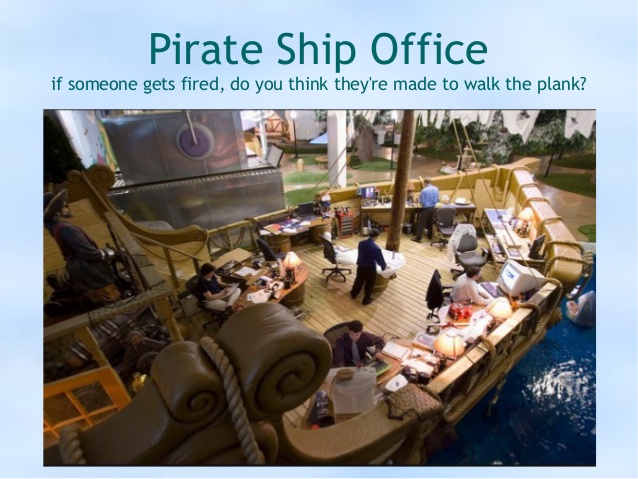 Pirate Ship Office
if someone gets fired, do you think they're made to walk the plank?